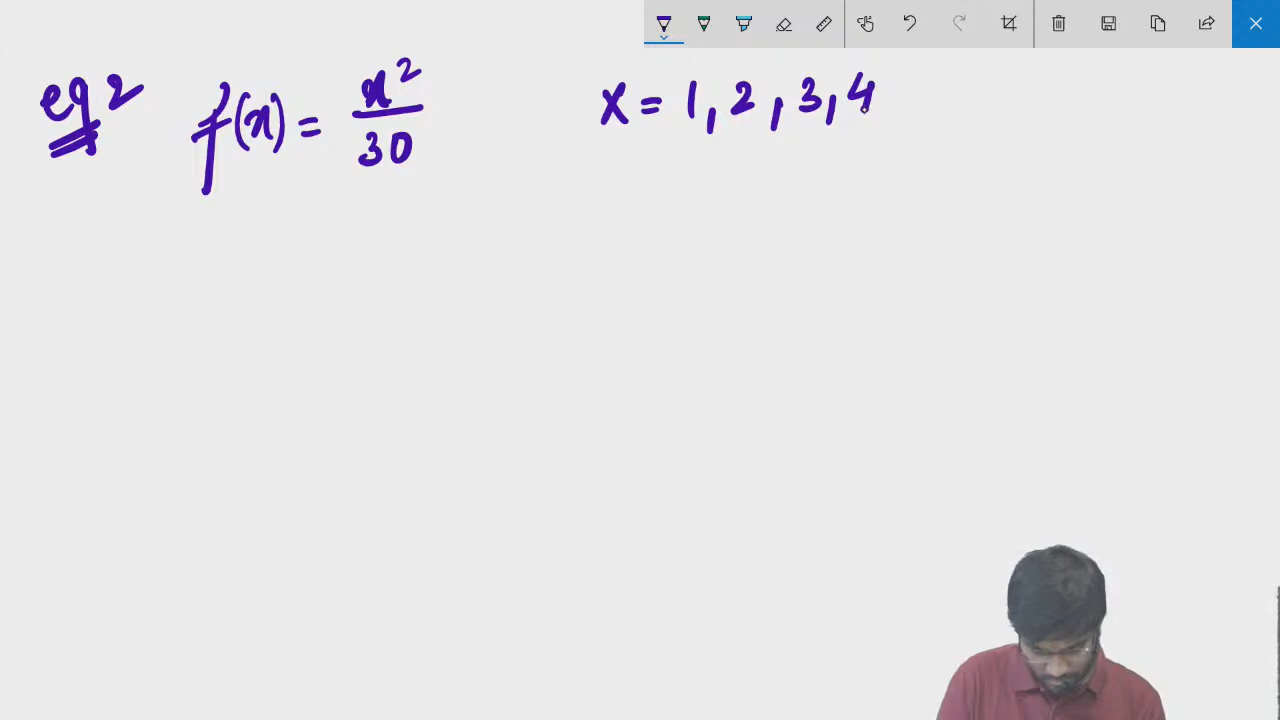 eg 2 f(x) = x²/30 X = 1, 2, 3, 4